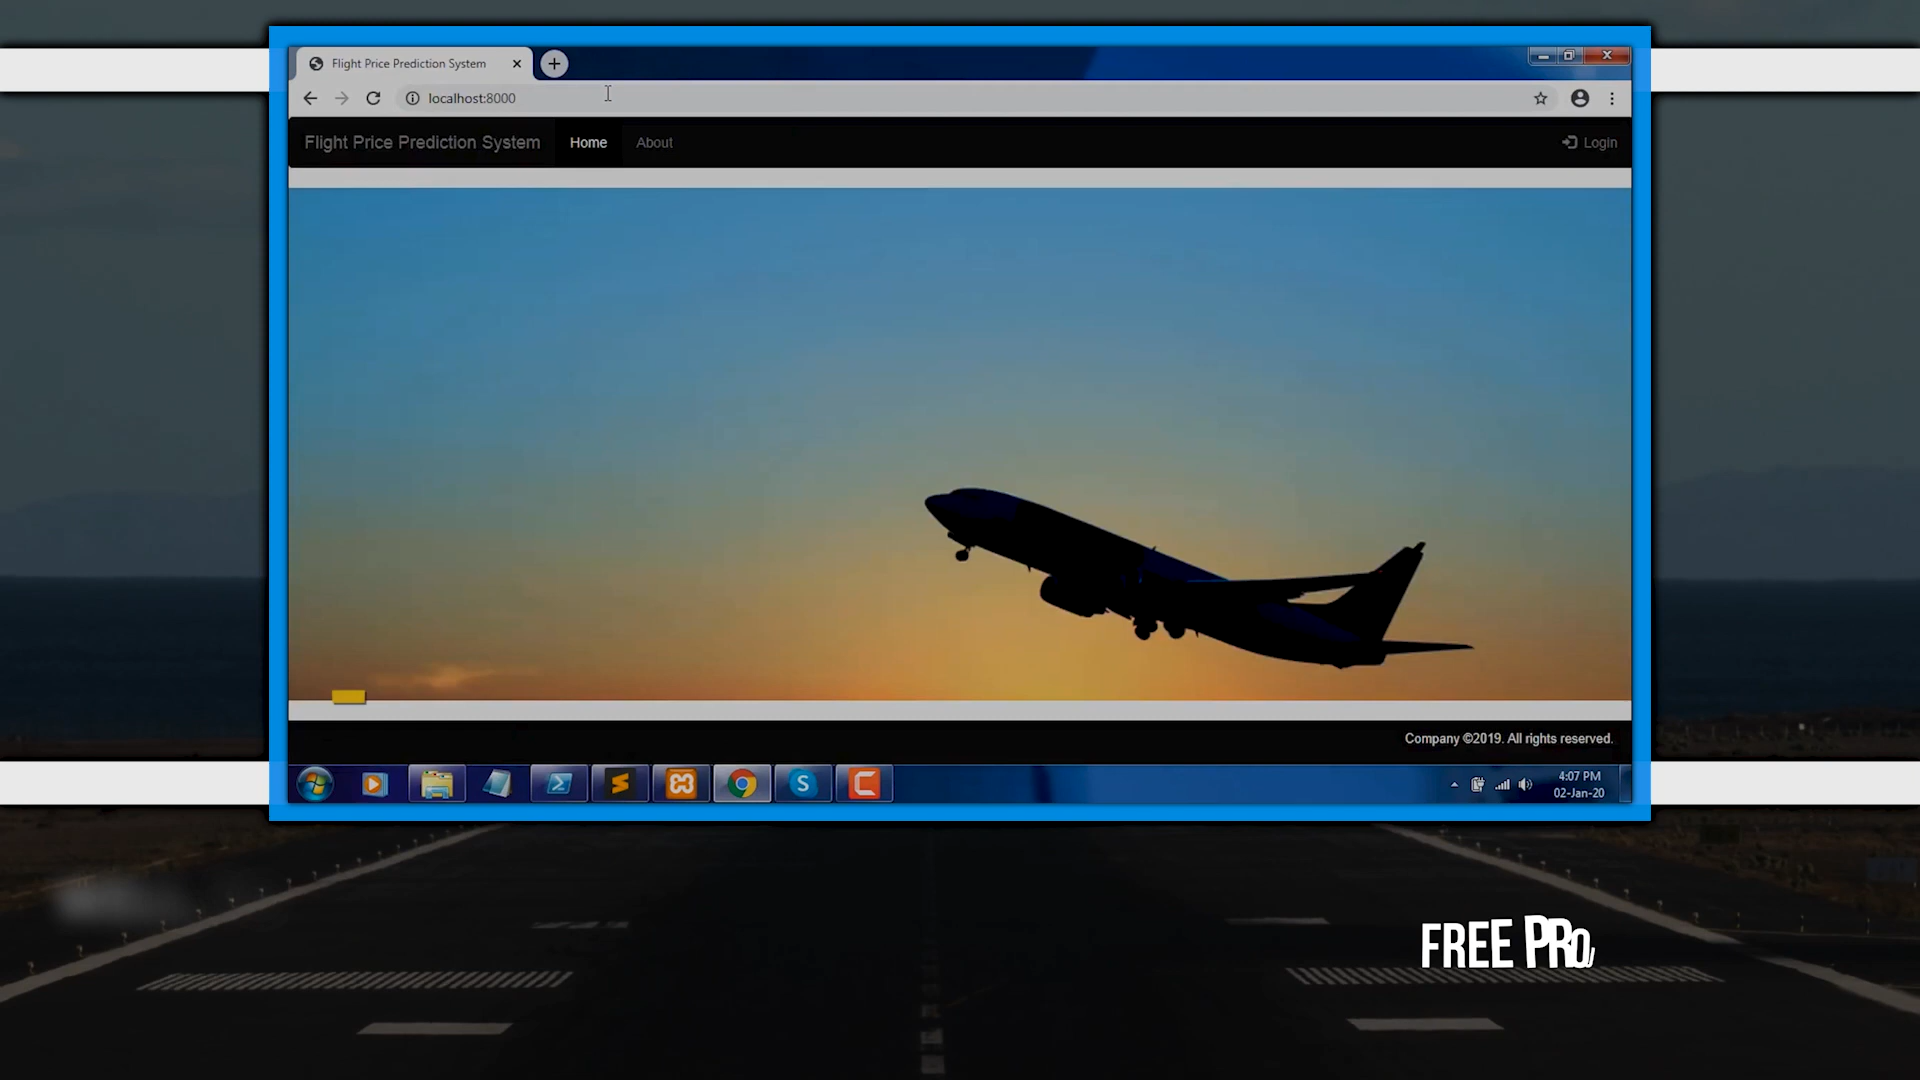 Flight Price Prediction System
localhost:8000
Flight Price Prediction System
Home
About
Login
Company ©2019. All rights reserved.
4:07 PM
02-Jan-20
FREE PRO